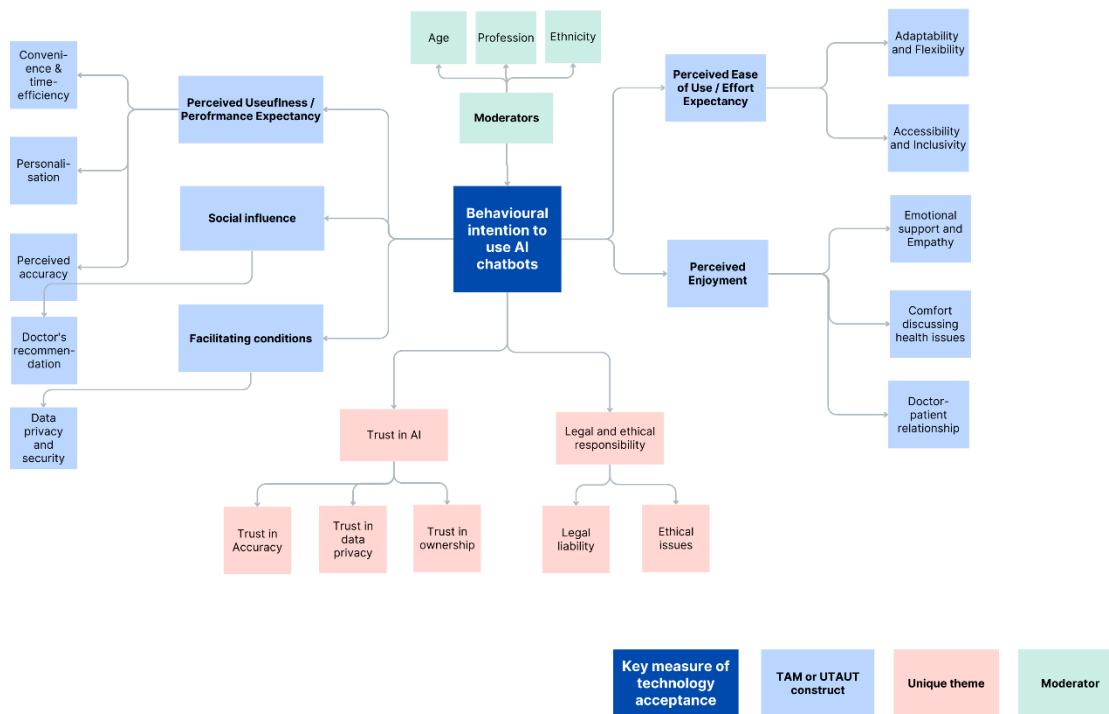 Age
Profession
Ethnicity
Moderators
Conveni-
ence &
time-
efficiency
Personali-
sation
Perceived
accuracy
Doctor's
recommen-
dation
Data
privacy
and
security
Perceived Useuflness /
Perofrmance Expectancy
Social influence
Facilitating conditions
Behavioural
intention to
use AI
chatbots
Perceived Ease
of Use / Effort
Expectancy
Perceived
Enjoyment
Adaptability
and Flexibility
Accessibility
and Inclusivity
Emotional
support and
Empathy
Comfort
discussing
health issues
Doctor-
patient
relationship
Trust in AI
Legal and ethical
responsibility
Trust in
Accuracy
Trust in
data
privacy
Trust in
ownership
Legal
liability
Ethical
issues
Key measure of
technology
acceptance
TAM or UTAUT
construct
Unique theme
Moderator